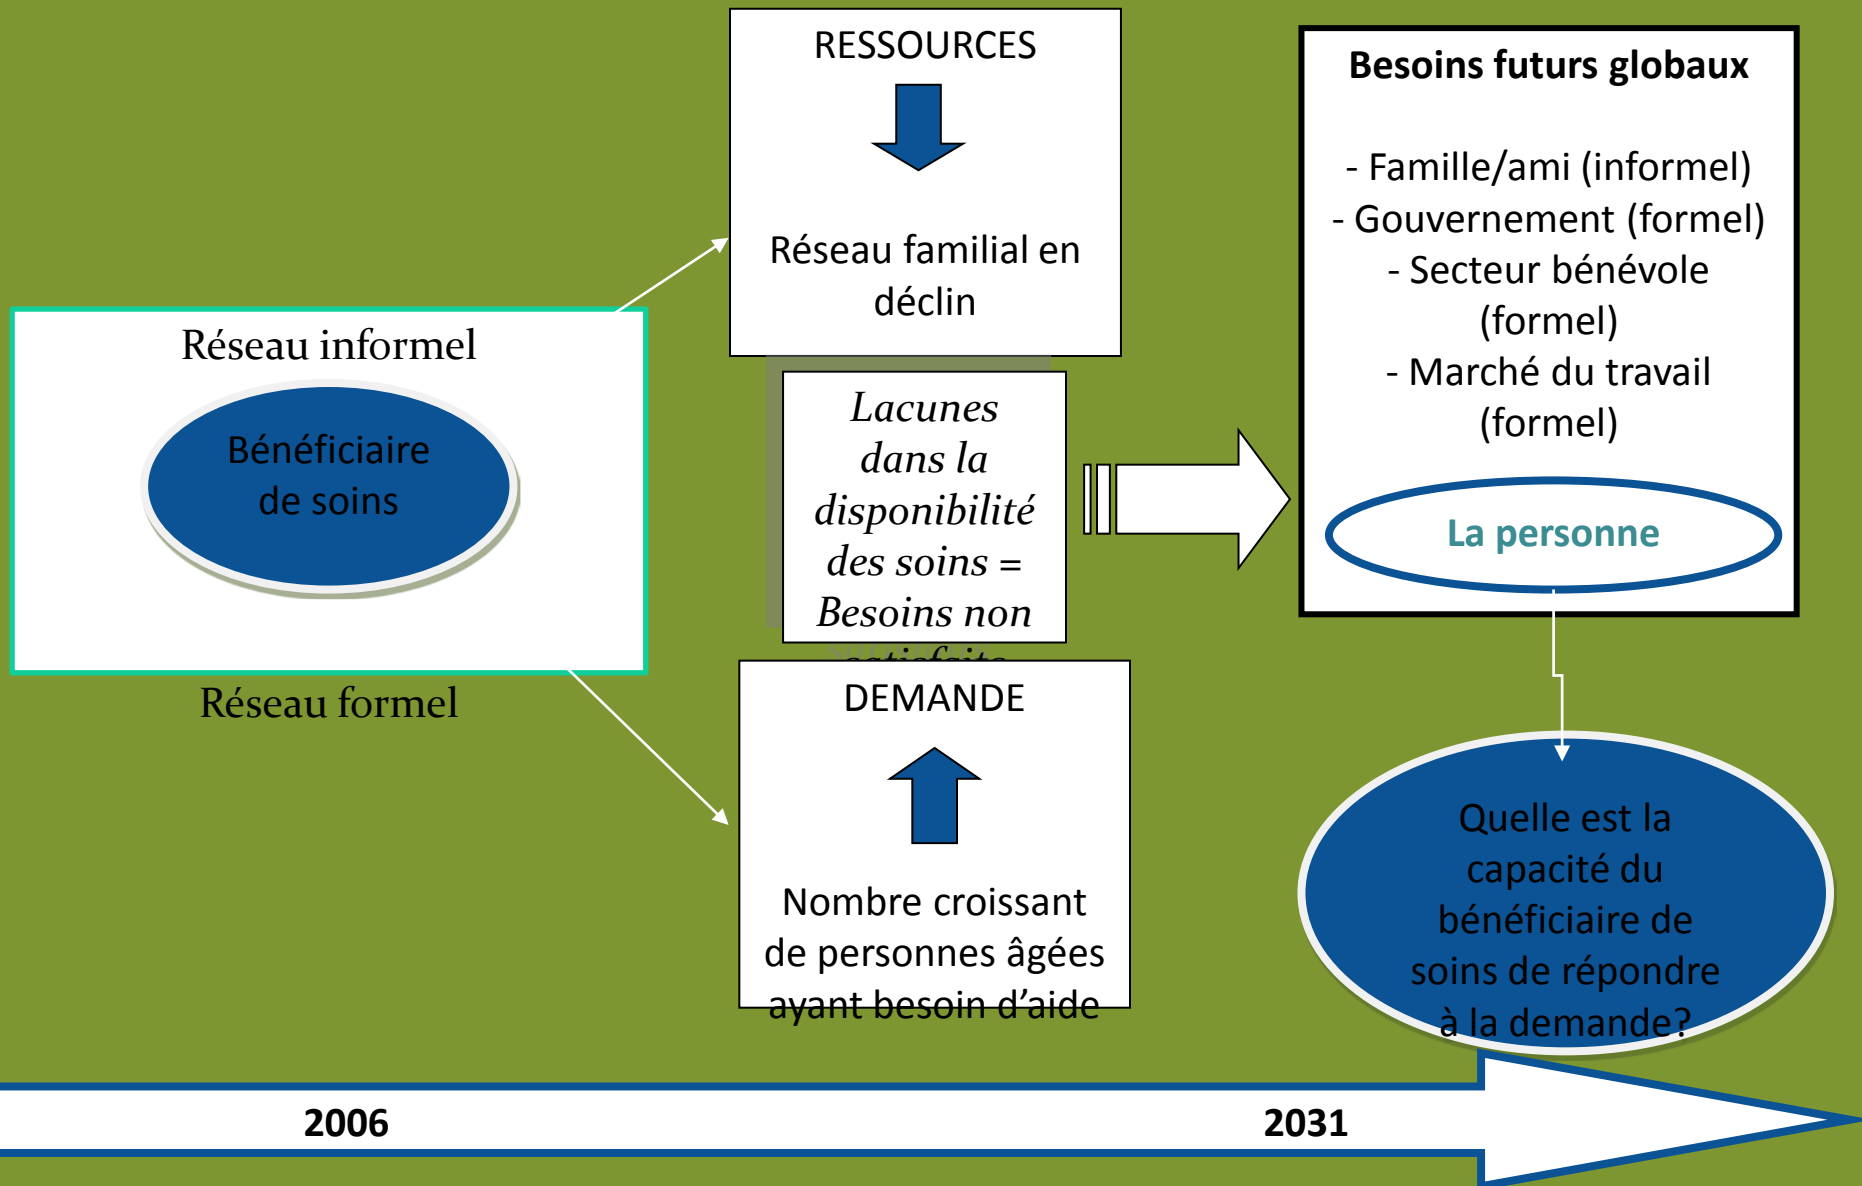 Réseau informel
Bénéficiaire
de soins
Réseau formel
RESSOURCES
Réseau familial en
déclin
Lacunes
dans la
disponibilité
des soins =
Besoins non
satisfaits
DEMANDE
Nombre croissant
de personnes âgées
ayant besoin d’aide
Besoins futurs globaux
- Famille/ami (informel)
- Gouvernement (formel)
- Secteur bénévole
(formel)
- Marché du travail
(formel)
La personne
Quelle est la
capacité du
bénéficiaire de
soins de répondre
à la demande?
2006
2031